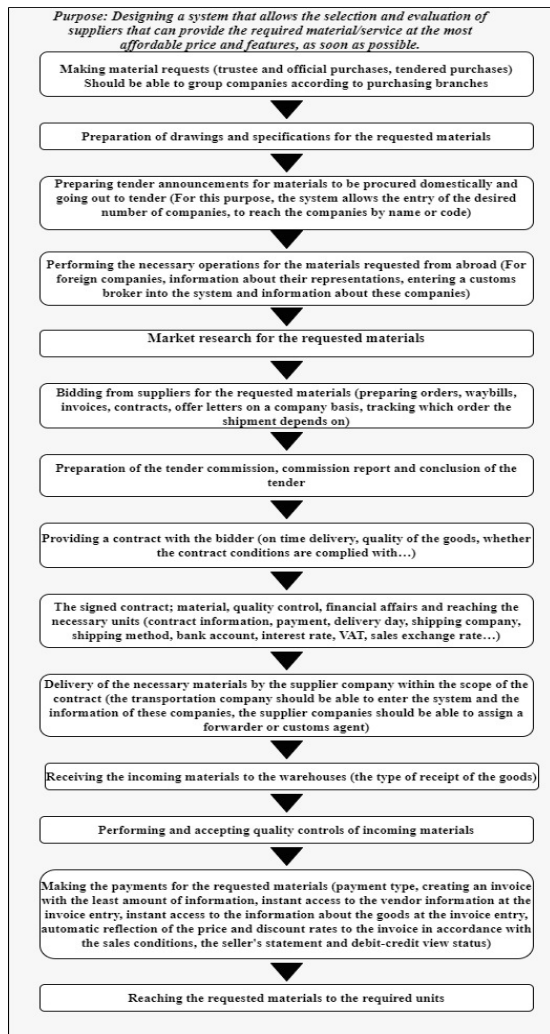 Purpose: Designing a system that allows the selection and evaluation of
suppliers that can provide the required material/service at the most
affordable price and features, as soon as possible.
Making material requests (trustee and official purchases, tendered purchases)
Should be able to group companies according to purchasing branches
Preparation of drawings and specifications for the requested materials
Preparing tender announcements for materials to be procured domestically and
going out to tender (For this purpose, the system allows the entry of the desired
number of companies, to reach the companies by name or code)
Performing the necessary operations for the materials requested from abroad (For
foreign companies, information about their representations, entering a customs
broker into the system and information about these companies)
Market research for the requested materials
Bidding from suppliers for the requested materials (preparing orders, waybills,
invoices, contracts, offer letters on a company basis, tracking which order the
shipment depends on)
Preparation of the tender commission, commission report and conclusion of the
tender
Providing a contract with the bidder (on time delivery, quality of the goods, whether
the contract conditions are complied with…)
The signed contract; material, quality control, financial affairs and reaching the
necessary units (contract information, payment, delivery day, shipping company,
shipping method, bank account, interest rate, VAT, sales exchange rate…)
Delivery of the necessary materials by the supplier company within the scope of the
contract (the transportation company should be able to enter the system and the
information of these companies, the supplier companies should be able to assign a
forwarder or customs agent)
Receiving the incoming materials to the warehouses (the type of receipt of the goods)
Performing and accepting quality controls of incoming materials
Making the payments for the requested materials (payment type, creating an invoice
with the least amount of information, instant access to the vendor information at the
invoice entry, instant access to the information about the goods at the invoice entry,
automatic reflection of the price and discount rates to the invoice in accordance with
the sales conditions, the seller's statement and debit-credit view status)
Reaching the requested materials to the required units